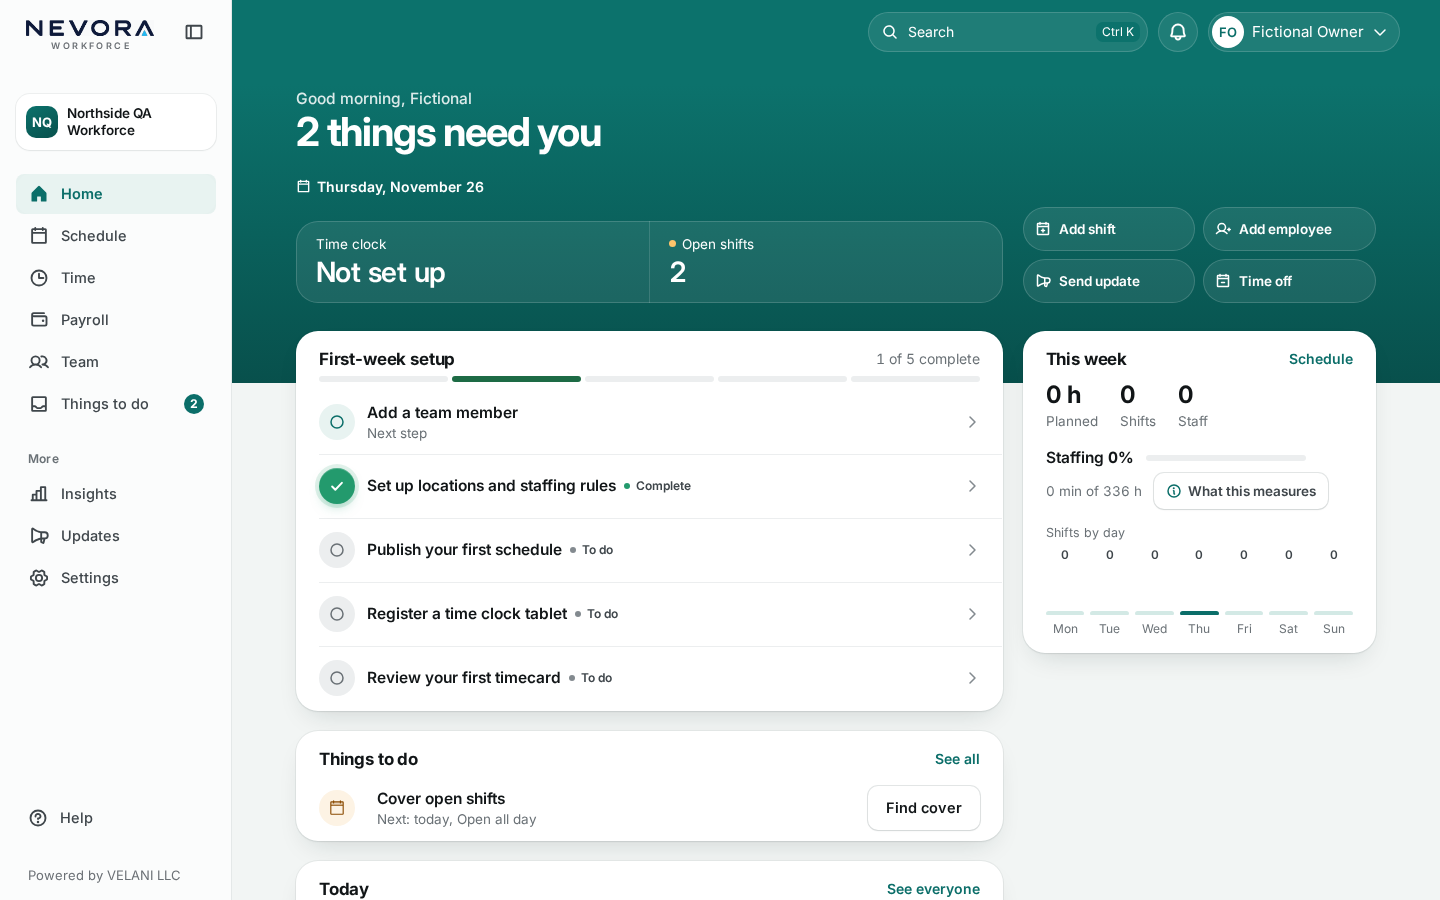 NEVORA
WORKFORCE
Search
Ctrl K
FO
Fictional Owner
NQ
Northside QA
Workforce
Home
Schedule
Time
Payroll
Team
Things to do
2
More
Insights
Updates
Settings
Help
Powered by VELANI LLC
Good morning, Fictional
2 things need you
Thursday, November 26
Time clock
Not set up
Open shifts
2
Add shift
Add employee
Send update
Time off
First-week setup
1 of 5 complete
Add a team member
Next step
Set up locations and staffing rules
Complete
Publish your first schedule
To do
Register a time clock tablet
To do
Review your first timecard
To do
Things to do
See all
Cover open shifts
Next: today, Open all day
Find cover
Today
See everyone
This week
Schedule
0 h
0
0
Planned
Shifts
Staff
Staffing 0%
0 min of 336 h
What this measures
Shifts by day
0 0 0 0 0 0 0
Mon Tue Wed Thu Fri Sat Sun